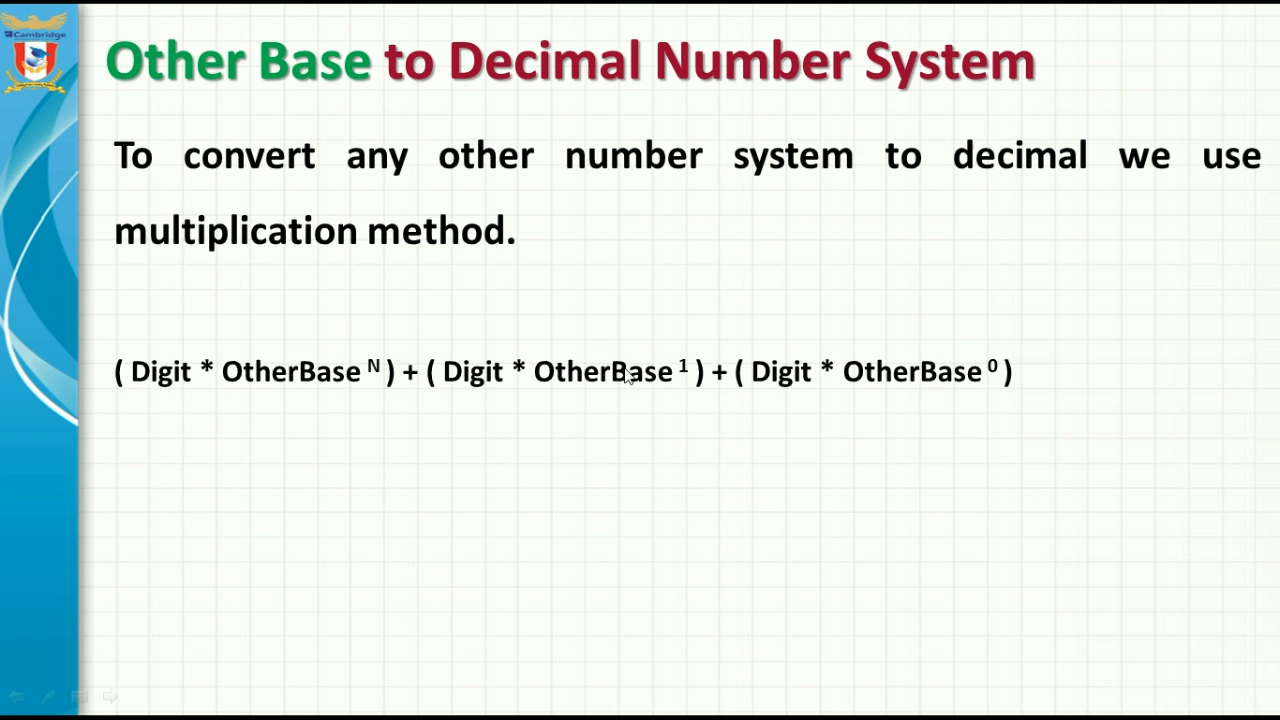 Cambridge
Other Base to Decimal Number System
To convert any other number system to decimal we use
multiplication method.
( Digit * OtherBase N ) + ( Digit * OtherBase 1 ) + ( Digit * OtherBase 0 )